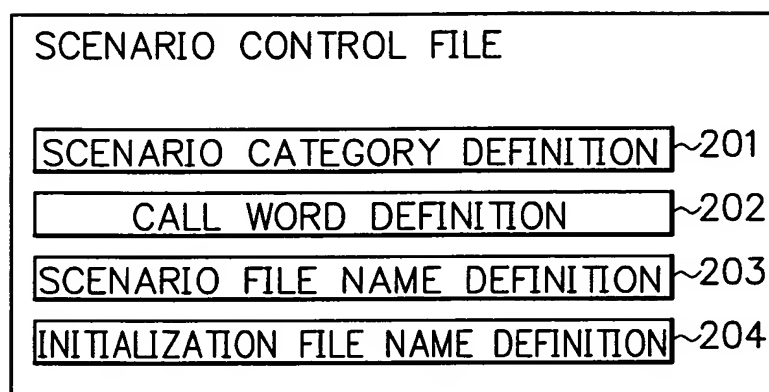 SCENARIO CONTROL FILE
SCENARIO CATEGORY DEFINITION 201
CALL WORD DEFINITION 202
SCENARIO FILE NAME DEFINITION 203
INITIALIZATION FILE NAME DEFINITION 204